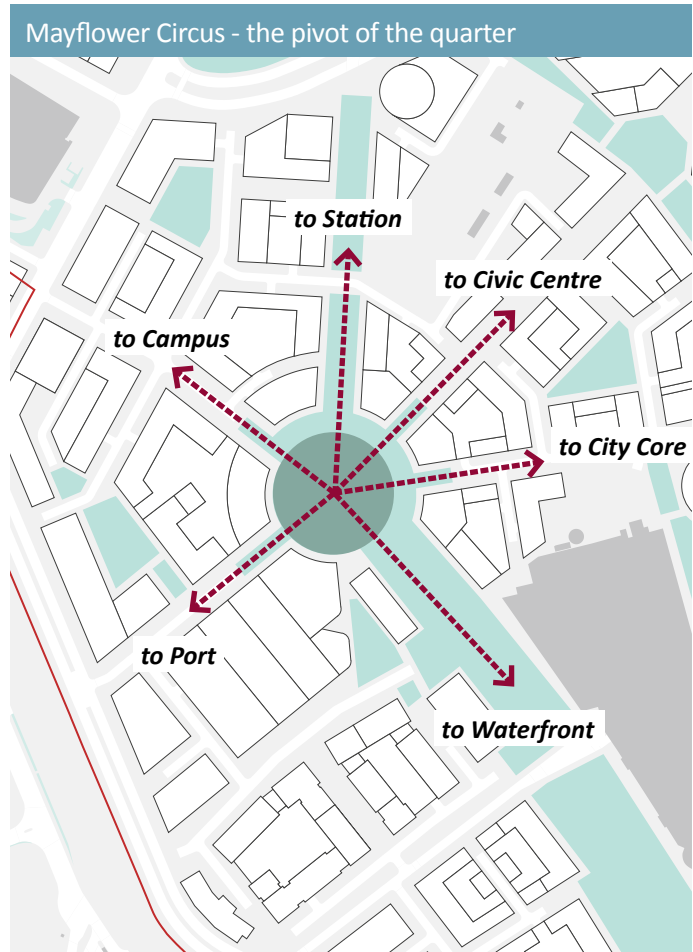 Mayflower Circus - the pivot of the quarter
to Station
to Civic Centre
to Campus
to City Core
to Port
to Waterfront